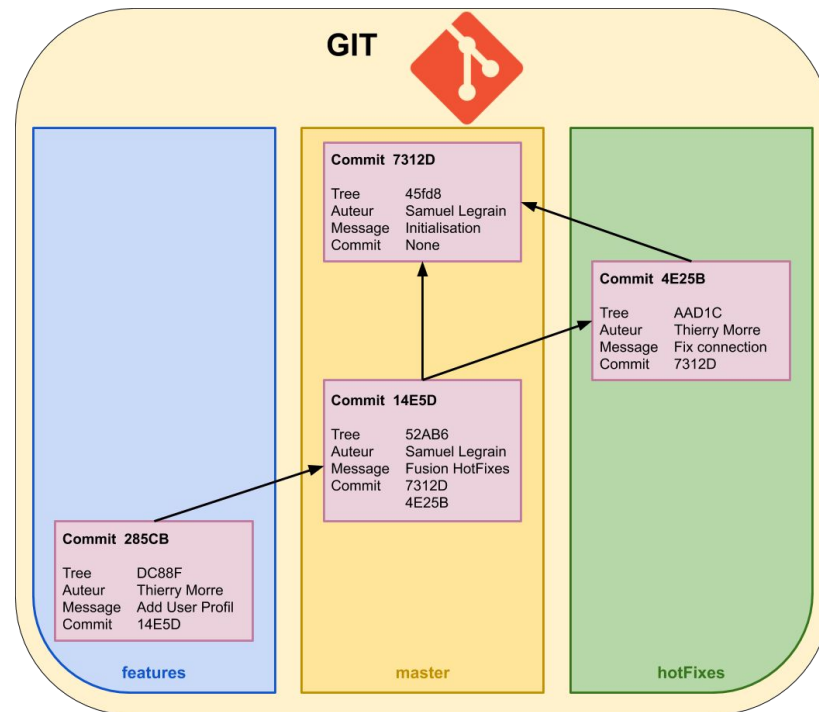 GIT
Commit 7312D
Tree 45fd8
Auteur Samuel Legrain
Message Initialisation
Commit None
Commit 4E25B
Tree AAD1C
Auteur Thierry Morre
Message Fix connection
Commit 7312D
Commit 14E5D
Tree 52AB6
Auteur Samuel Legrain
Message Fusion HotFixes
Commit 7312D
4E25B
Commit 285CB
Tree DC88F
Auteur Thierry Morre
Message Add User Profil
Commit 14E5D
features
master
hotFixes